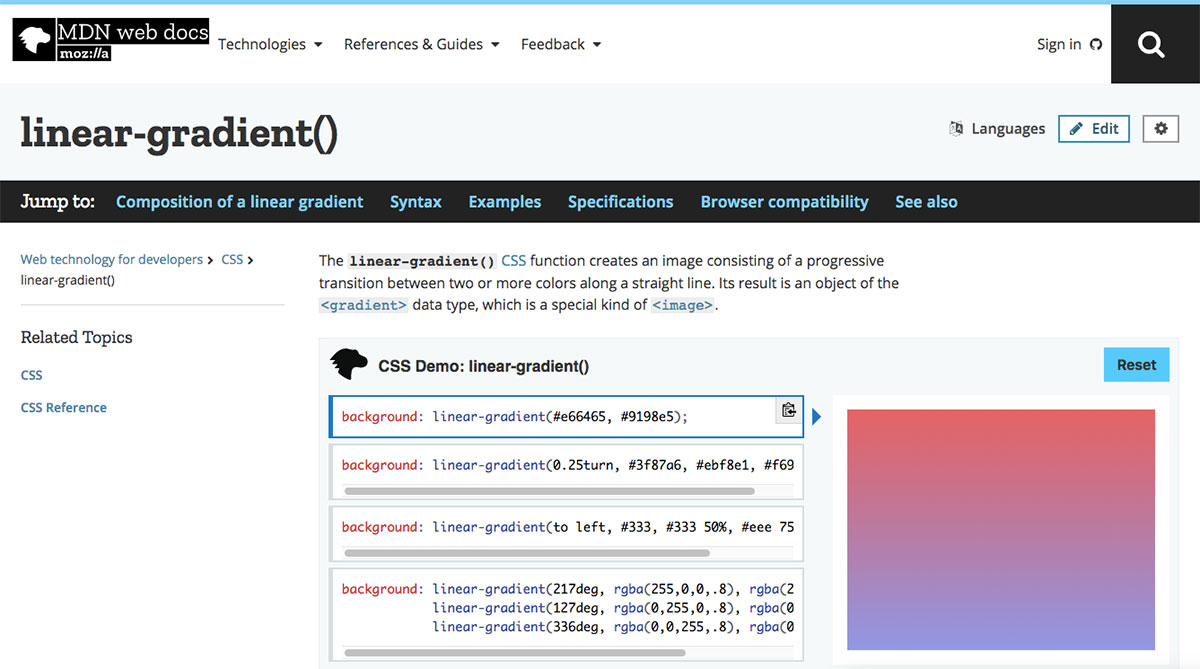 MDN web docs
moz://a
Technologies
References & Guides
Feedback
Sign in
linear-gradient()
Languages
Edit
Jump to:
Composition of a linear gradient
Syntax
Examples
Specifications
Browser compatibility
See also
Web technology for developers
CSS
linear-gradient()
Related Topics
CSS
CSS Reference
The linear-gradient() CSS function creates an image consisting of a progressive
transition between two or more colors along a straight line. Its result is an object of the
<gradient> data type, which is a special kind of <image>.
CSS Demo: linear-gradient()
Reset
background: linear-gradient(#e66465, #9198e5);
background: linear-gradient(0.25turn, #3f87a6, #ebf8e1, #f69
background: linear-gradient(to left, #333, #333 50%, #eee 75
background: linear-gradient(217deg, rgba(255,0,0,.8), rgba(2
linear-gradient(127deg, rgba(0,255,0,.8), rgba(0
linear-gradient(336deg, rgba(0,0,255,.8), rgba(0